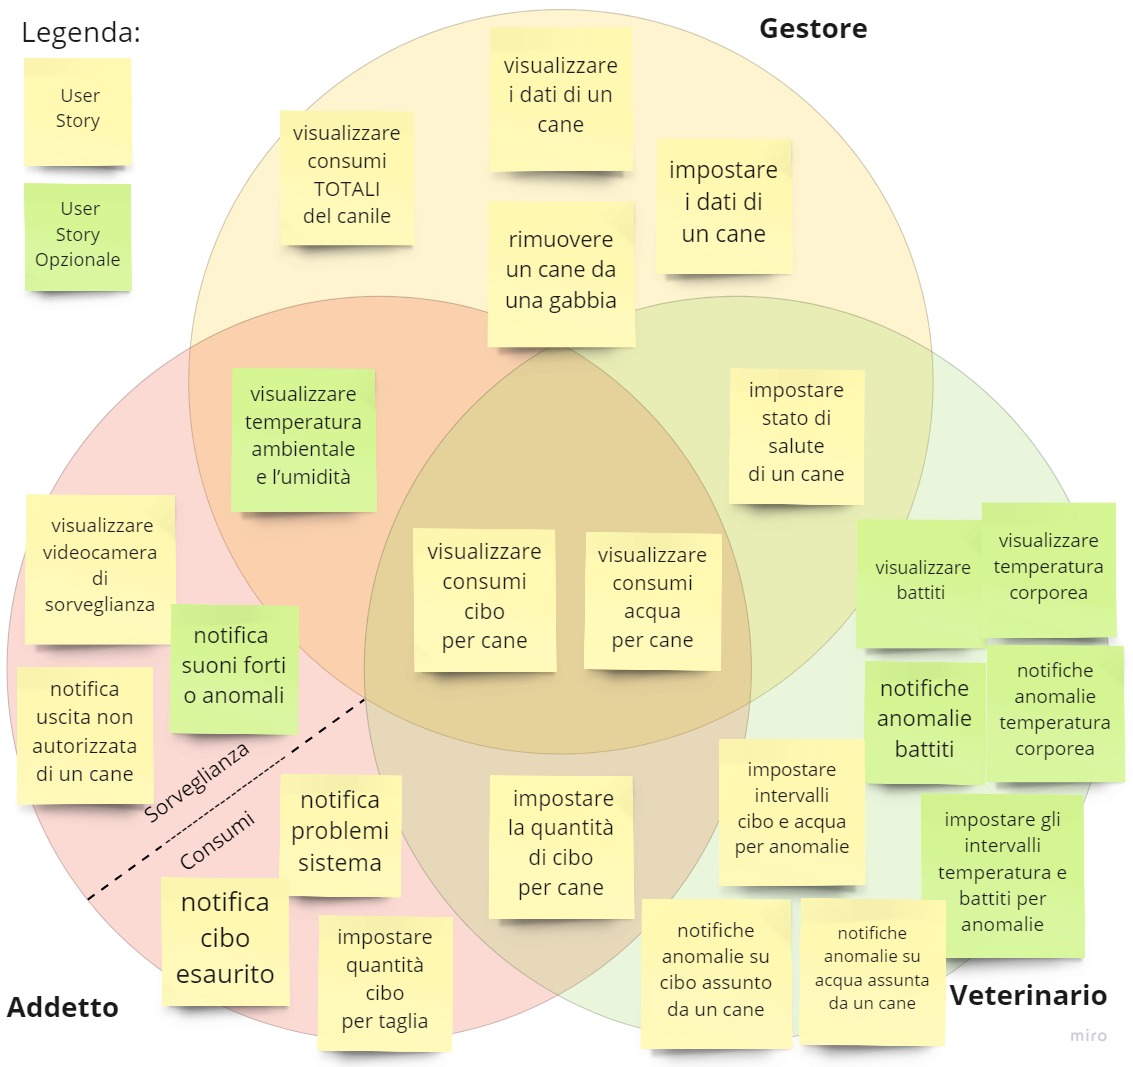 Legenda:
User
Story
User
Story
Opzionale
Gestore
visualizzare
i dati di un
cane
visualizzare
consumi
TOTALI
del canile
impostare
i dati di
un cane
rimuovere
un cane da
una gabbia
visualizzare
temperatura
ambientale
e l'umidità
impostare
stato di
salute
di un cane
visualizzare
videocamera
di
sorveglianza
notifica
suoni forti
o anomali
notifica
uscita non
autorizzata
di un cane
visualizzare
consumi
cibo
per cane
visualizzare
consumi
acqua
per cane
visualizzare
battiti
visualizzare
temperatura
corporea
notifiche
anomalie
battiti
notifiche
anomalie
temperatura
corporea
Sorveglianza
Consumi
notifica
problemi
sistema
notifica
cibo
esaurito
impostare
quantità
cibo
per taglia
impostare
la quantità
di cibo
per cane
impostare
intervalli
cibo e acqua
per anomalie
impostare gli
intervalli
temperatura e
battiti per
anomalie
notifiche
anomalie su
cibo assunto
da un cane
notifiche
anomalie su
acqua assunta
da un cane
Addetto
Veterinario
miro